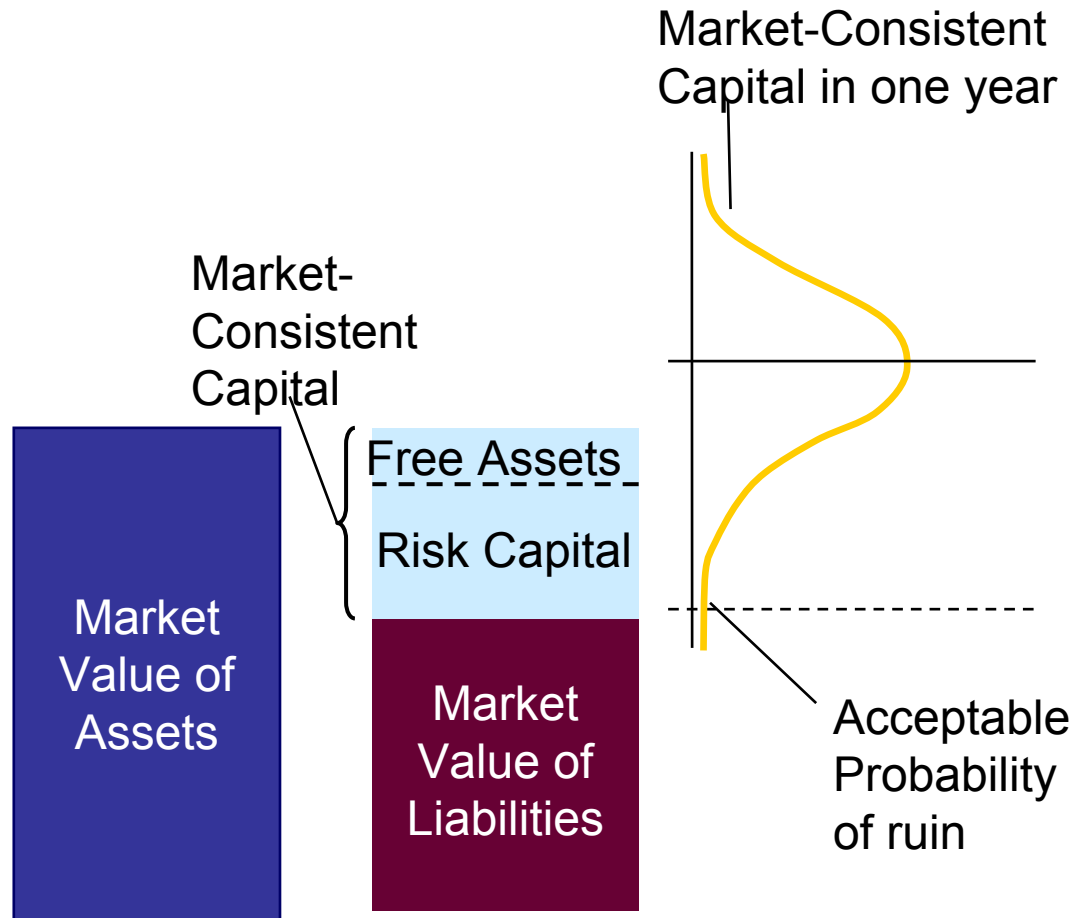 Market-Consistent
Capital in one year
Market-
Consistent
Capital
Free Assets
Risk Capital
Market
Value of
Assets
Market
Value of
Liabilities
Acceptable
Probability
of ruin